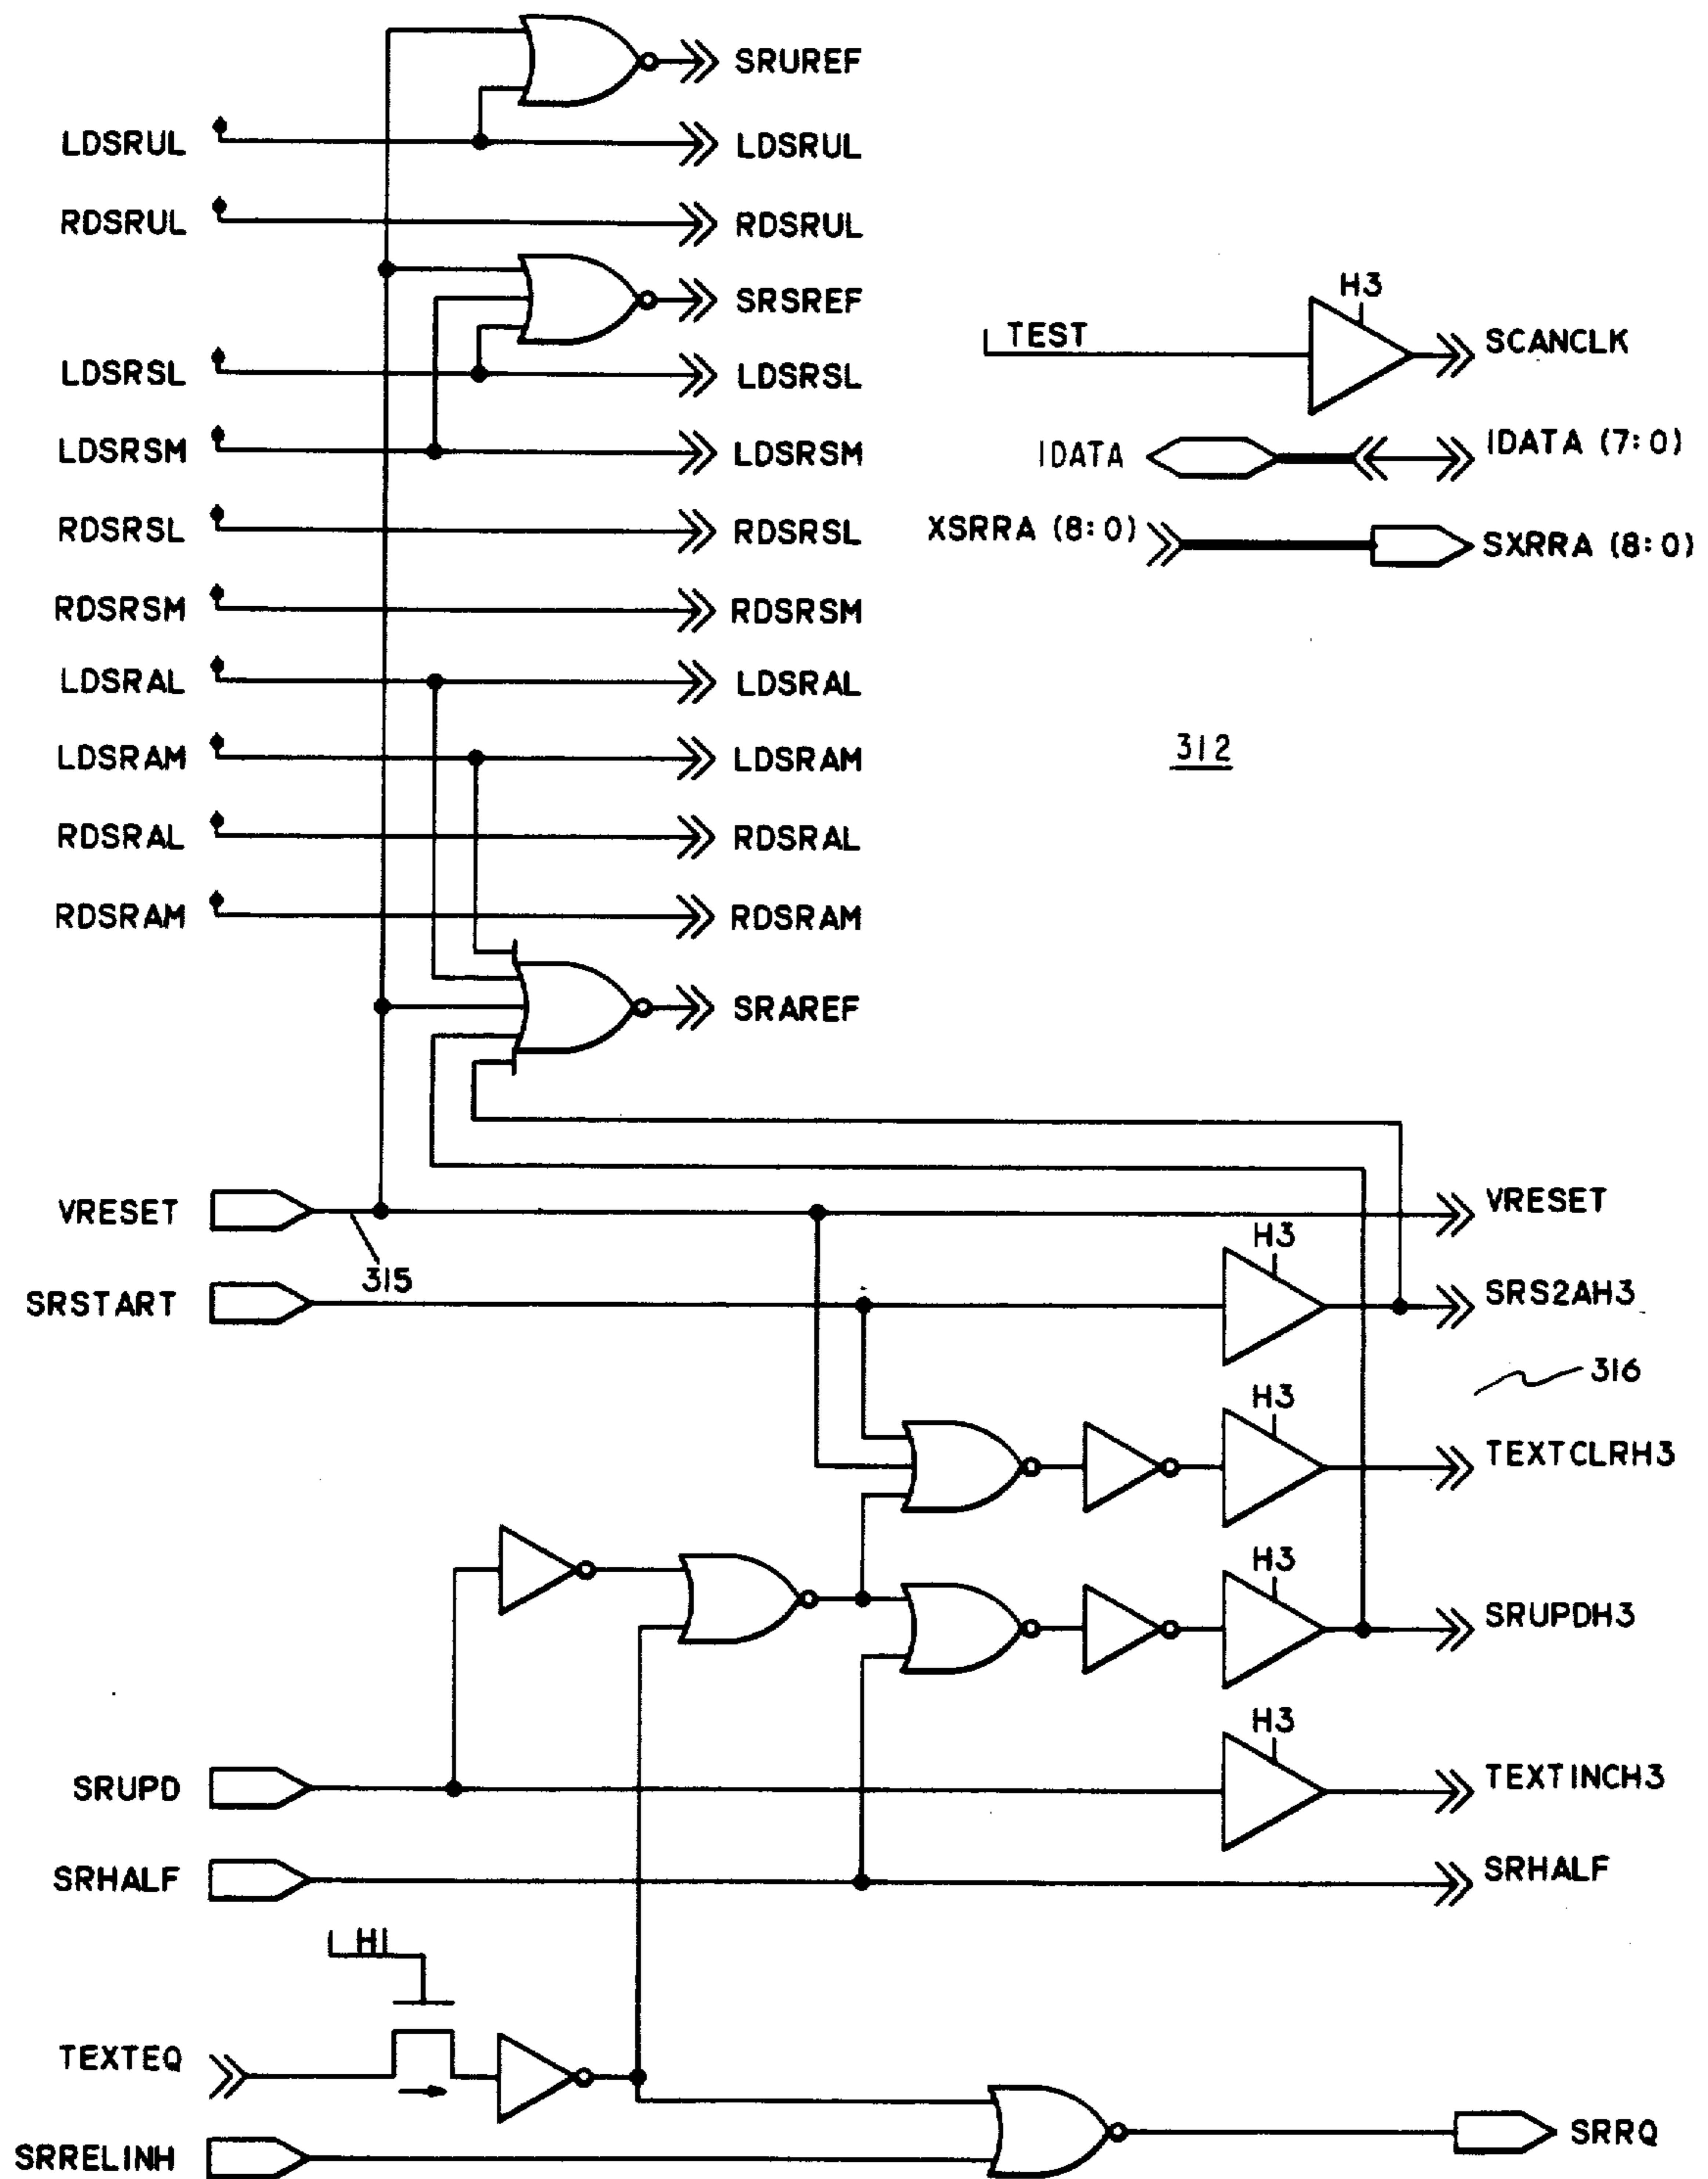 SRUREF
LDSRUL LDSRUL
RDSRUL RDSRUL
SRSREF
H3
TEST SCANCLK
LDSRSL LDSRSL
LDSRSM LDSRSM
IDATA IDATA (7:0)
RDSRSL RDSRSL
XSRRA (8:0) SXRRA (8:0)
RDSRSM RDSRSM
LDSRAL LDSRAL
LDSRAM LDSRAM
312
RDSRAL RDSRAL
RDSRAM RDSRAM
SRAREF
VRESET VRESET
315
H3
SRSTART SRS2AH3
316
H3
TEXTCLRH3
H3
SRUPDH3
H3
SRUPD TEXTINCH3
SRHALF SRHALF
H1
TEXTEQ
SRRELINH SRRQ